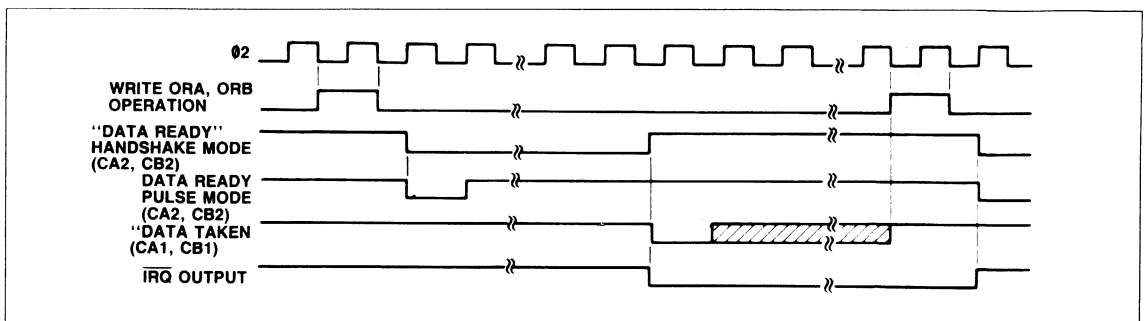 Ø2
WRITE ORA, ORB
OPERATION
"DATA READY"
HANDSHAKE MODE
(CA2, CB2)
DATA READY
PULSE MODE
(CA2, CB2)
"DATA TAKEN
(CA1, CB1)
IRQ OUTPUT